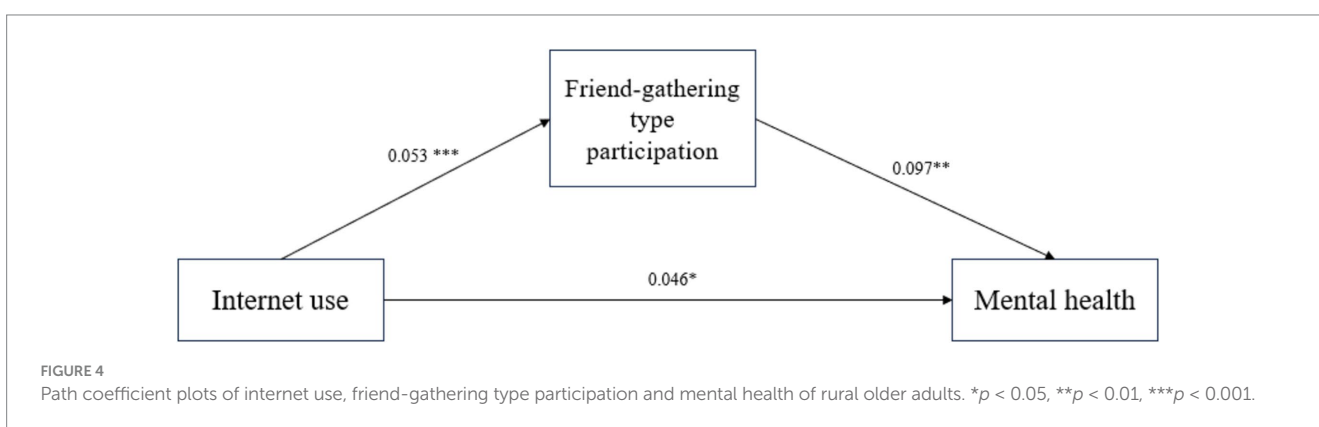 Friend-gathering
type
participation
0.053 ***
0.097**
Internet use
0.046*
Mental health
FIGURE 4
Path coefficient plots of internet use, friend-gathering type participation and mental health of rural older adults. *p < 0.05, **p < 0.01, ***p < 0.001.